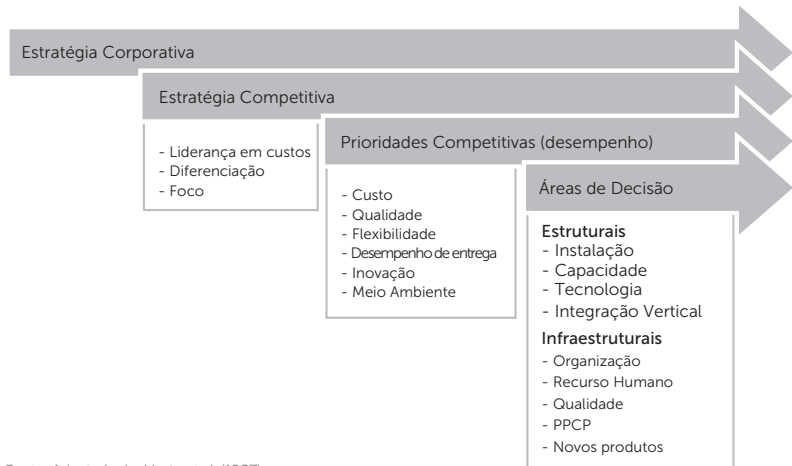 Estratégia Corporativa
Estratégia Competitiva
- Liderança em custos
- Diferenciação
- Foco
Prioridades Competitivas (desempenho)
- Custo
- Qualidade
- Flexibilidade
- Desempenho de entrega
- Inovação
- Meio Ambiente
Áreas de Decisão
Estruturais
- Instalação
- Capacidade
- Tecnologia
- Integração Vertical
Infraestruturais
- Organização
- Recurso Humano
- Qualidade
- PPCP
- Novos produtos